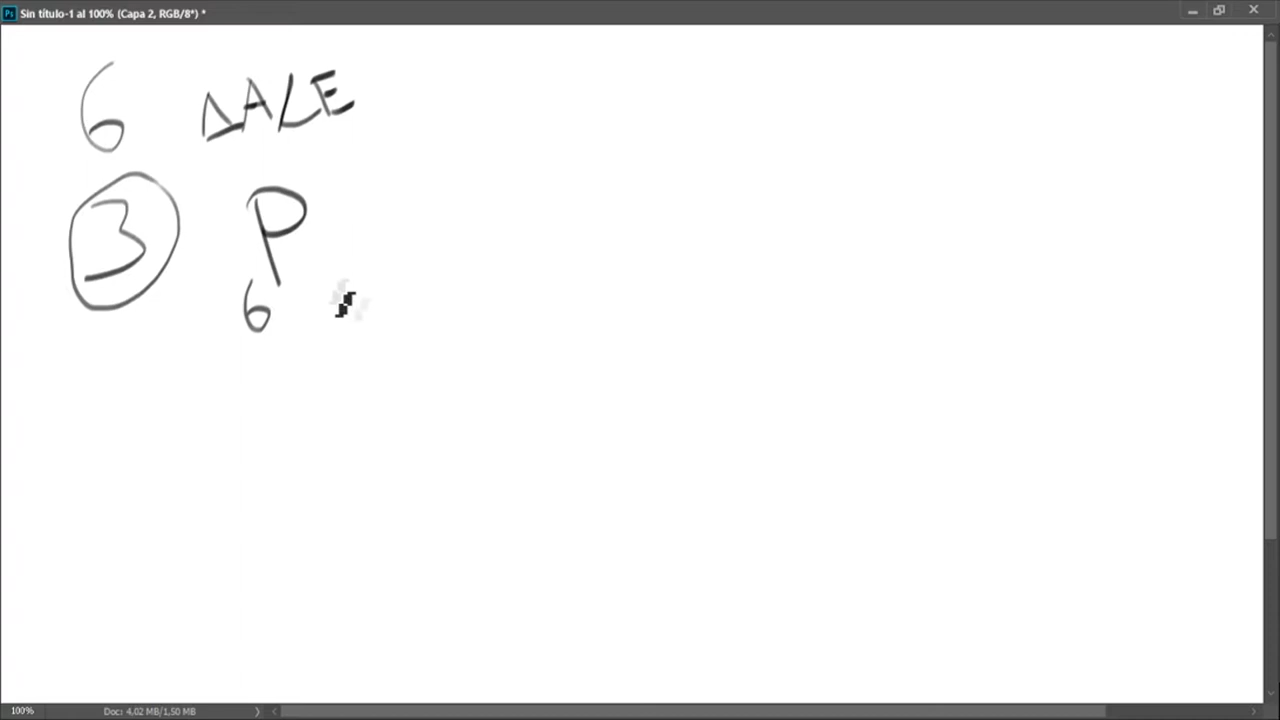 Sin título-1 al 100% (Capa 2, RGB/8*) *
6 DALE
3 P
6
100% Doc: 4,02 MB/1,50 MB